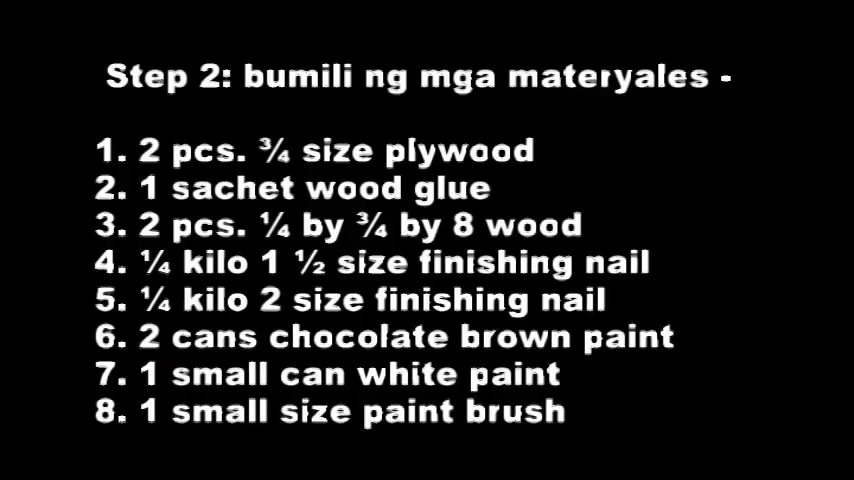 Step 2: bumili ng mga materyales -
1. 2 pcs. ¾ size plywood
2. 1 sachet wood glue
3. 2 pcs. ¼ by ¾ by 8 wood
4. ¼ kilo 1 ½ size finishing nail
5. ¼ kilo 2 size finishing nail
6. 2 cans chocolate brown paint
7. 1 small can white paint
8. 1 small size paint brush